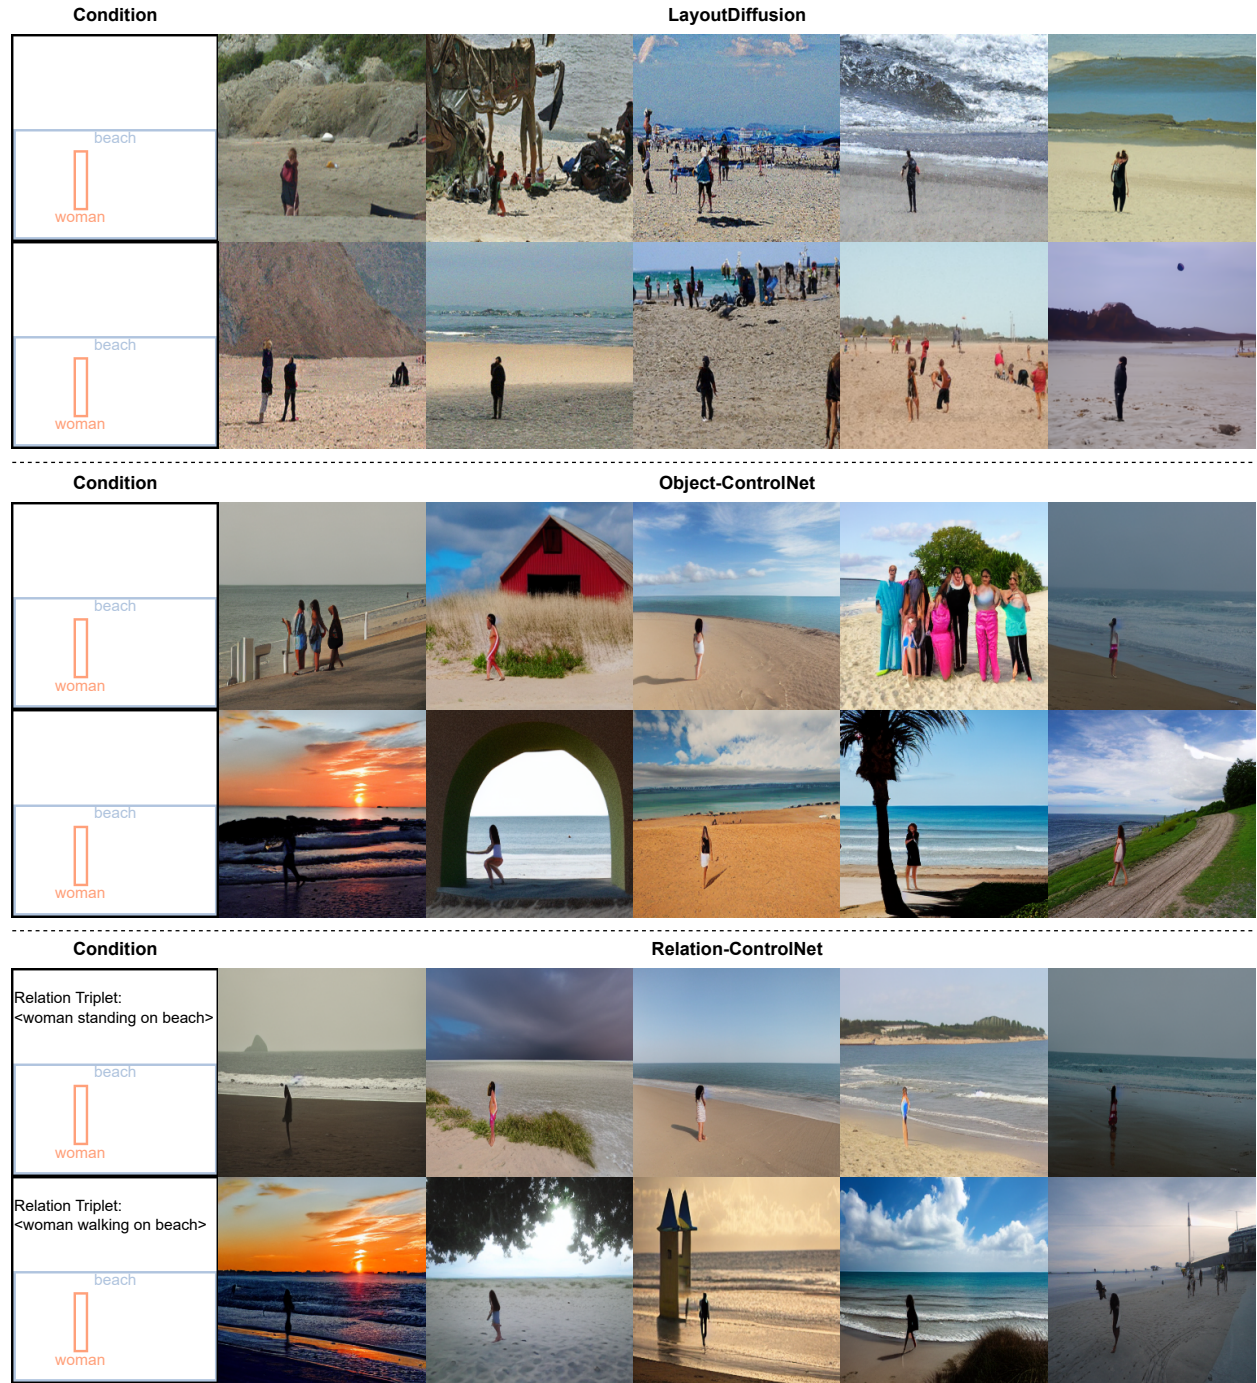 Condition
LayoutDiffusion
beach
woman
beach
woman
Condition
Object-ControlNet
beach
woman
beach
woman
Condition
Relation-ControlNet
Relation Triplet:
<woman standing on beach>
beach
woman
Relation Triplet:
<woman walking on beach>
beach
woman